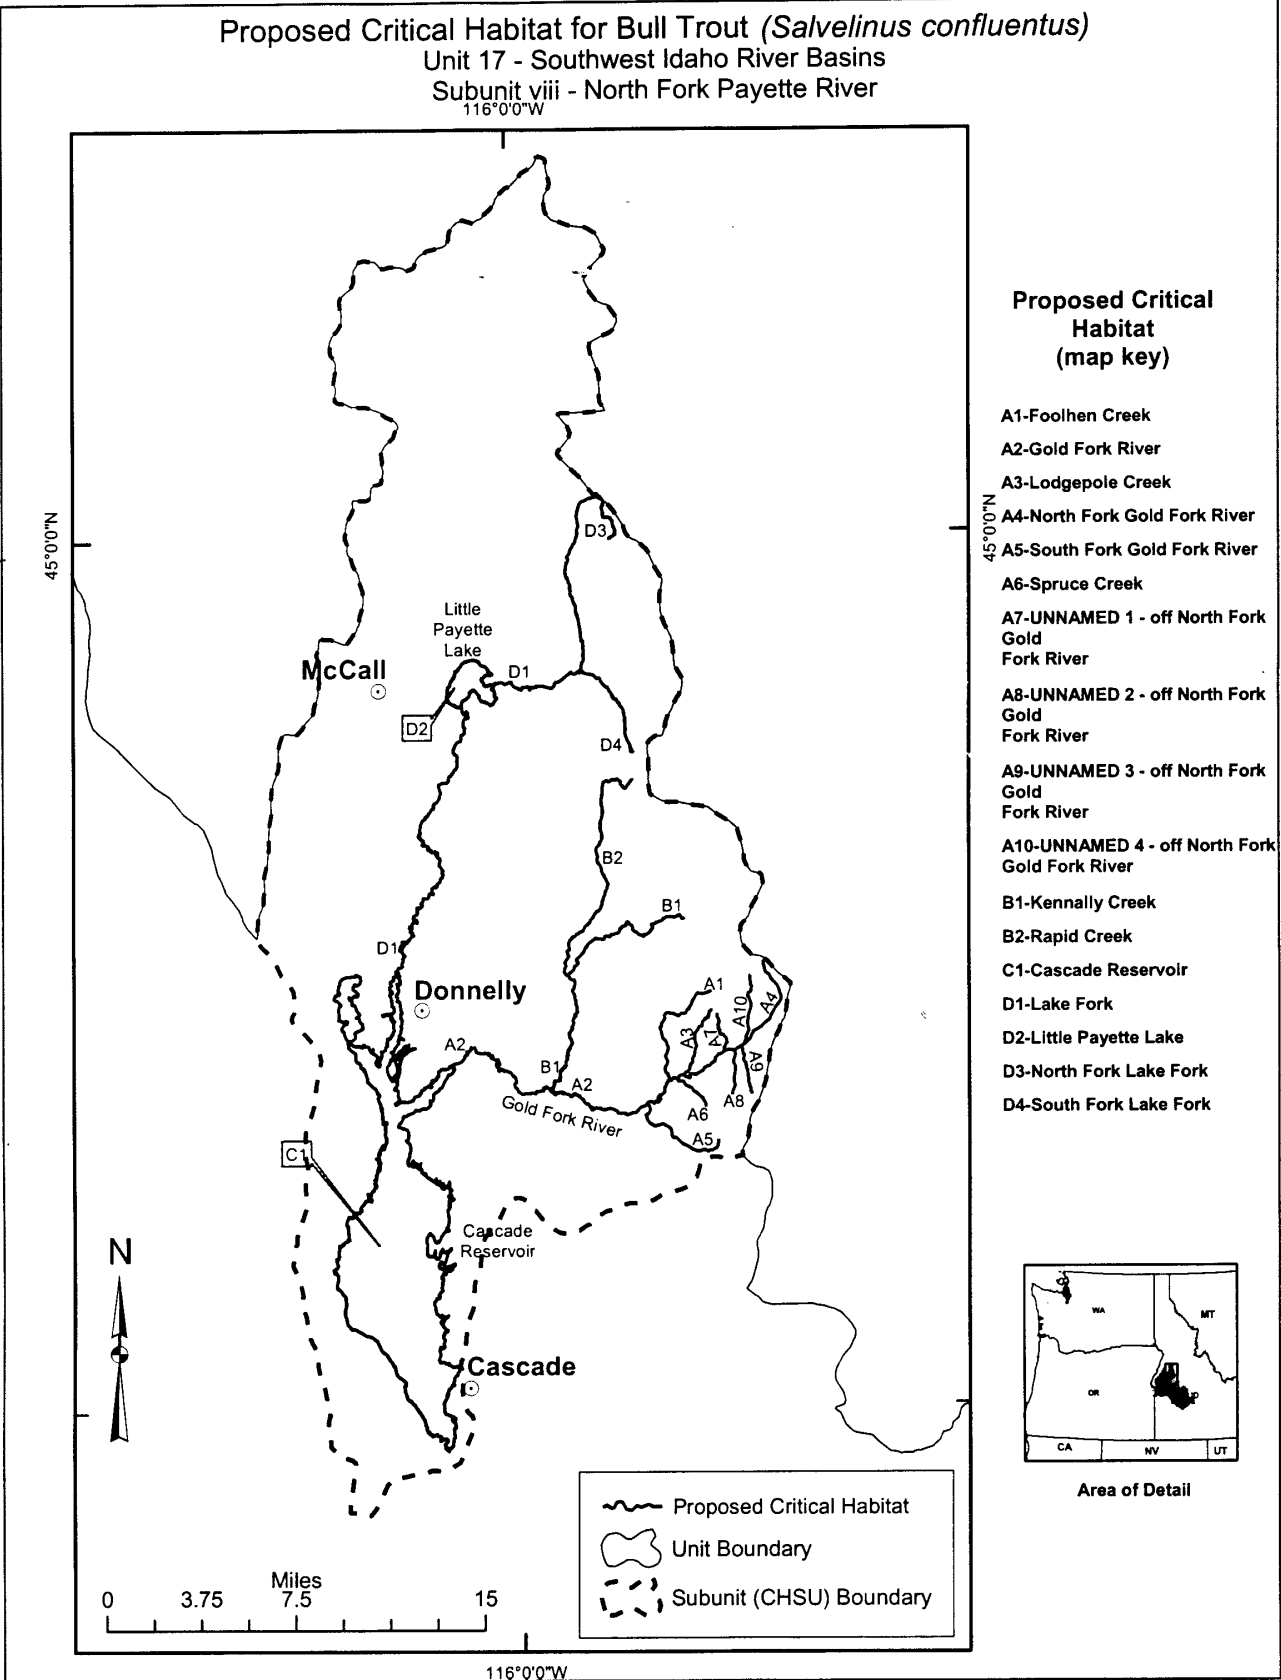 Proposed Critical Habitat for Bull Trout (Salvelinus confluentus)
Unit 17 - Southwest Idaho River Basins
Subunit viii - North Fork Payette River
116°0'0"W
45°0'0"N
45°0'0"N
D3
Little
Payette
Lake
McCall
D1
D2
D4
B2
B1
D1
Donnelly
A1
A10
A4
A3
A7
A2
B1
A2
A9
A8
A6
A5
Gold Fork River
C1
Cascade
Reservoir
N
Cascade
Proposed Critical Habitat
Unit Boundary
Subunit (CHSU) Boundary
Miles
0 3.75 7.5 15
116°0'0"W
Proposed Critical
Habitat
(map key)
A1-Foolhen Creek
A2-Gold Fork River
A3-Lodgepole Creek
A4-North Fork Gold Fork River
A5-South Fork Gold Fork River
A6-Spruce Creek
A7-UNNAMED 1 - off North Fork
Gold
Fork River
A8-UNNAMED 2 - off North Fork
Gold
Fork River
A9-UNNAMED 3 - off North Fork
Gold
Fork River
A10-UNNAMED 4 - off North Fork
Gold Fork River
B1-Kennally Creek
B2-Rapid Creek
C1-Cascade Reservoir
D1-Lake Fork
D2-Little Payette Lake
D3-North Fork Lake Fork
D4-South Fork Lake Fork
WA
MT
OR
CA
NV
UT
Area of Detail